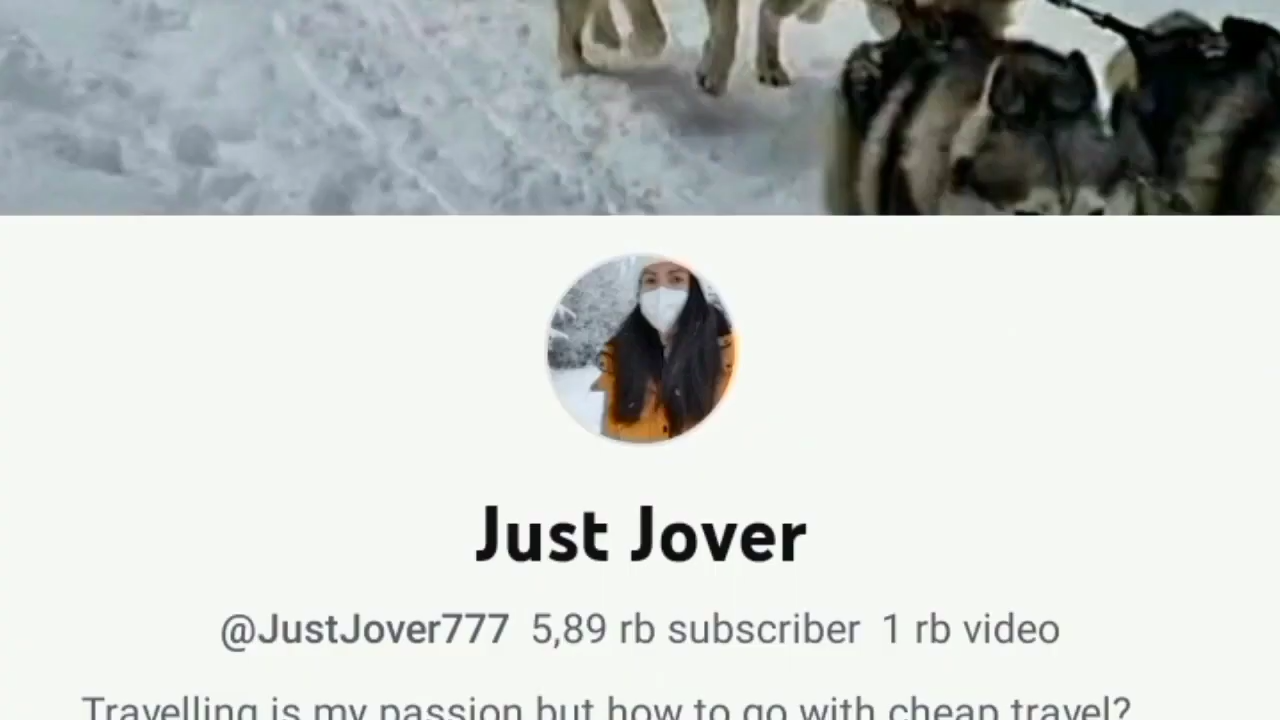 Just Jover
@JustJover777 5,89 rb subscriber 1 rb video
Travelling is my passion but how to go with cheap travel?